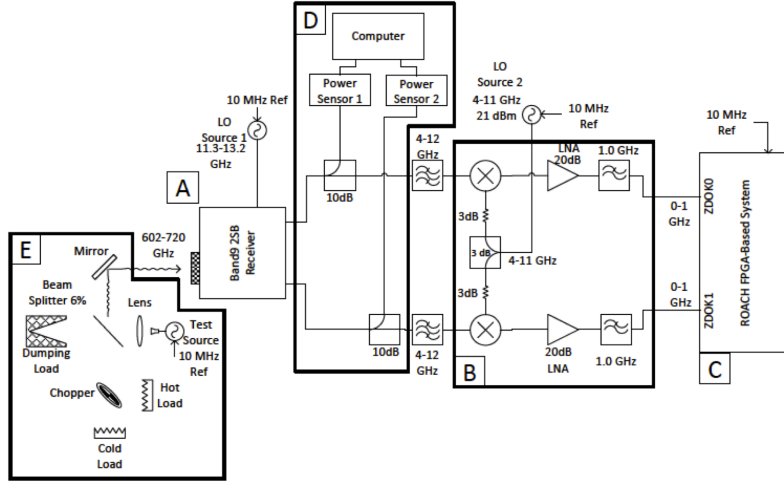 D
Computer
Power
Sensor 1
Power
Sensor 2
10dB
10dB
10 MHz Ref
LO
Source 1
11.3-13.2
GHz
A
Band9 2SB
Receiver
602-720
GHz
E
Mirror
Beam
Splitter 6%
Lens
Test
Source
10 MHz
Ref
Dumping
Load
Chopper
Hot
Load
Cold
Load
4-12
GHz
4-12
GHz
LO
Source 2
4-11 GHz
21 dBm
10 MHz
Ref
LNA
20dB
1.0 GHz
3dB
3 dB
4-11 GHz
3dB
20dB
LNA
1.0 GHz
B
0-1
GHz
0-1
GHz
10 MHz
Ref
ZDOK0
ZDOK1
ROACH FPGA-Based System
C